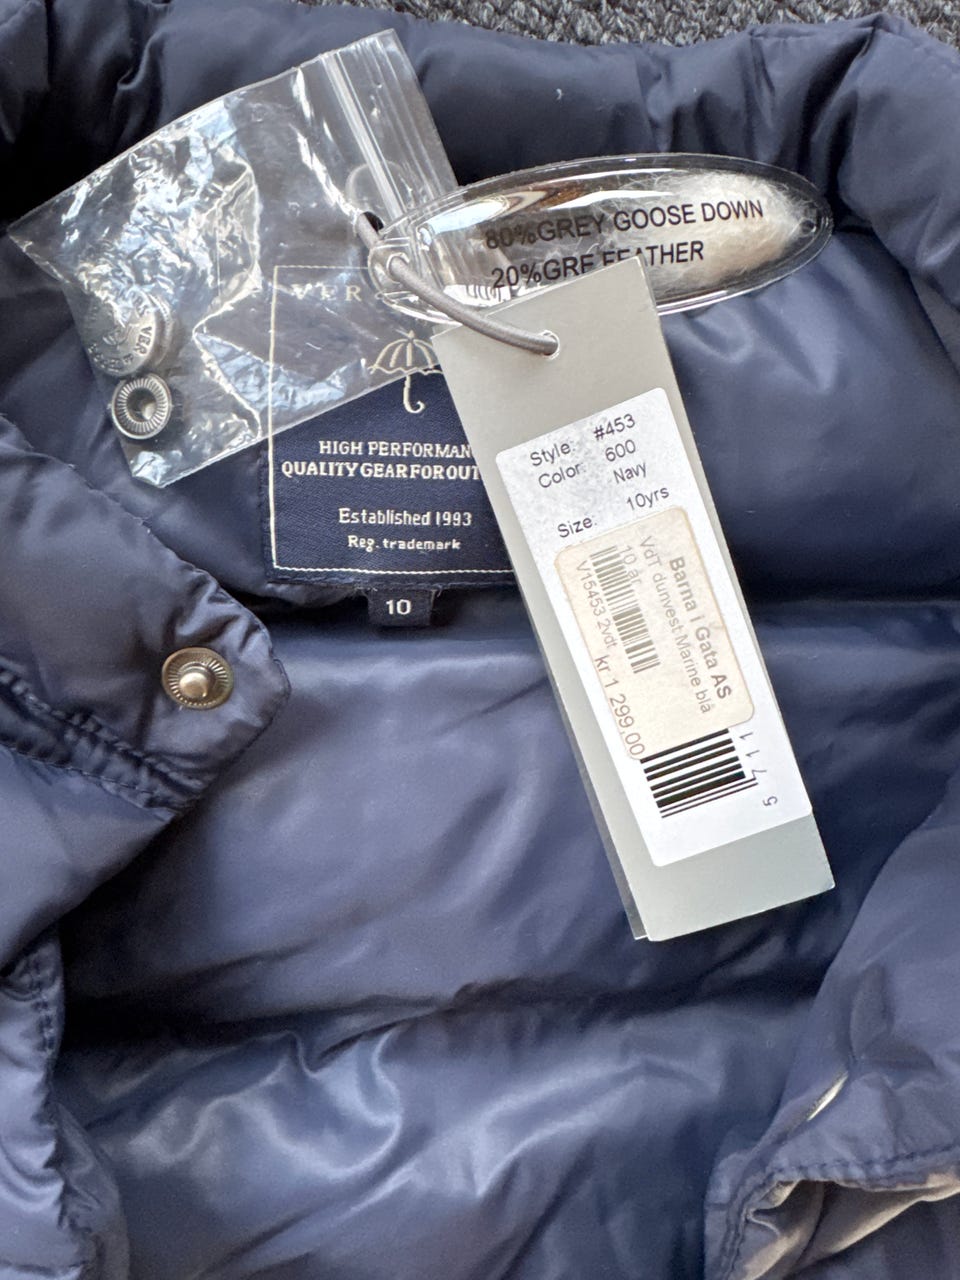 80%GREY GOOSE DOWN
20%GRE FEATHER
VER
HIGH PERFORMAN
QUALITY GEAR FOR OUT
Established 1993
Reg. trademark
10
Style: #453
Color: 600
Navy
Size: 10yrs
Barna i Gata AS
VdT dunvest Marine blå
10 år
V15453 2vdt
kr 1 299,00
5 711